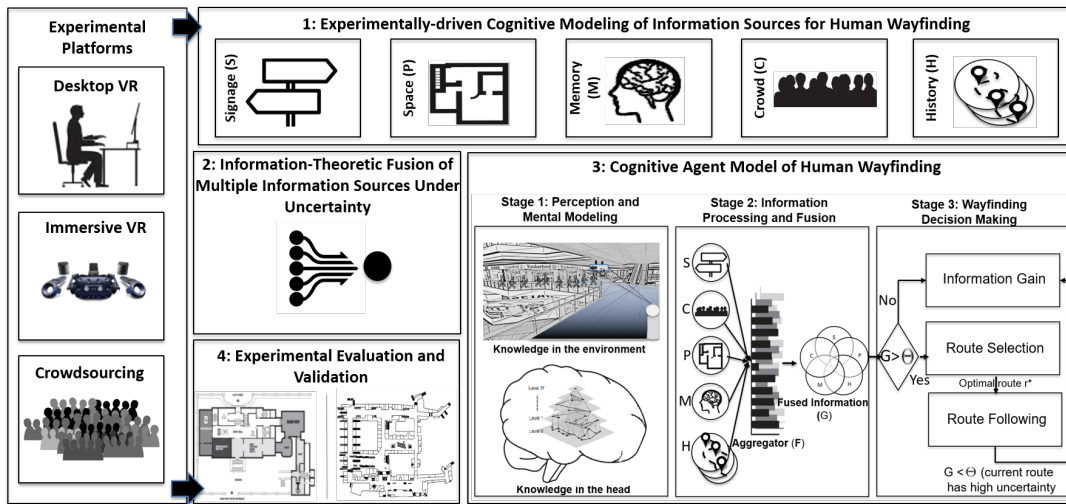 Experimental
Platforms
Desktop VR
Immersive VR
Crowdsourcing
1: Experimentally-driven Cognitive Modeling of Information Sources for Human Wayfinding
Signage (S)
Space (P)
Memory
(M)
Crowd (C)
History (H)
2: Information-Theoretic Fusion of
Multiple Information Sources Under
Uncertainty
4: Experimental Evaluation and
Validation
3: Cognitive Agent Model of Human Wayfinding
Stage 1: Perception and
Mental Modeling
Knowledge in the environment
Knowledge in the head
Stage 2: Information
Processing and Fusion
S
C
P
M
H
Aggregator (F)
S
C
P
M
H
Fused Information
(G)
Stage 3: Wayfinding
Decision Making
Information Gain
No
G>Θ
Yes
Route Selection
Optimal route r*
Route Following
G < Θ (current route
has high uncertainty